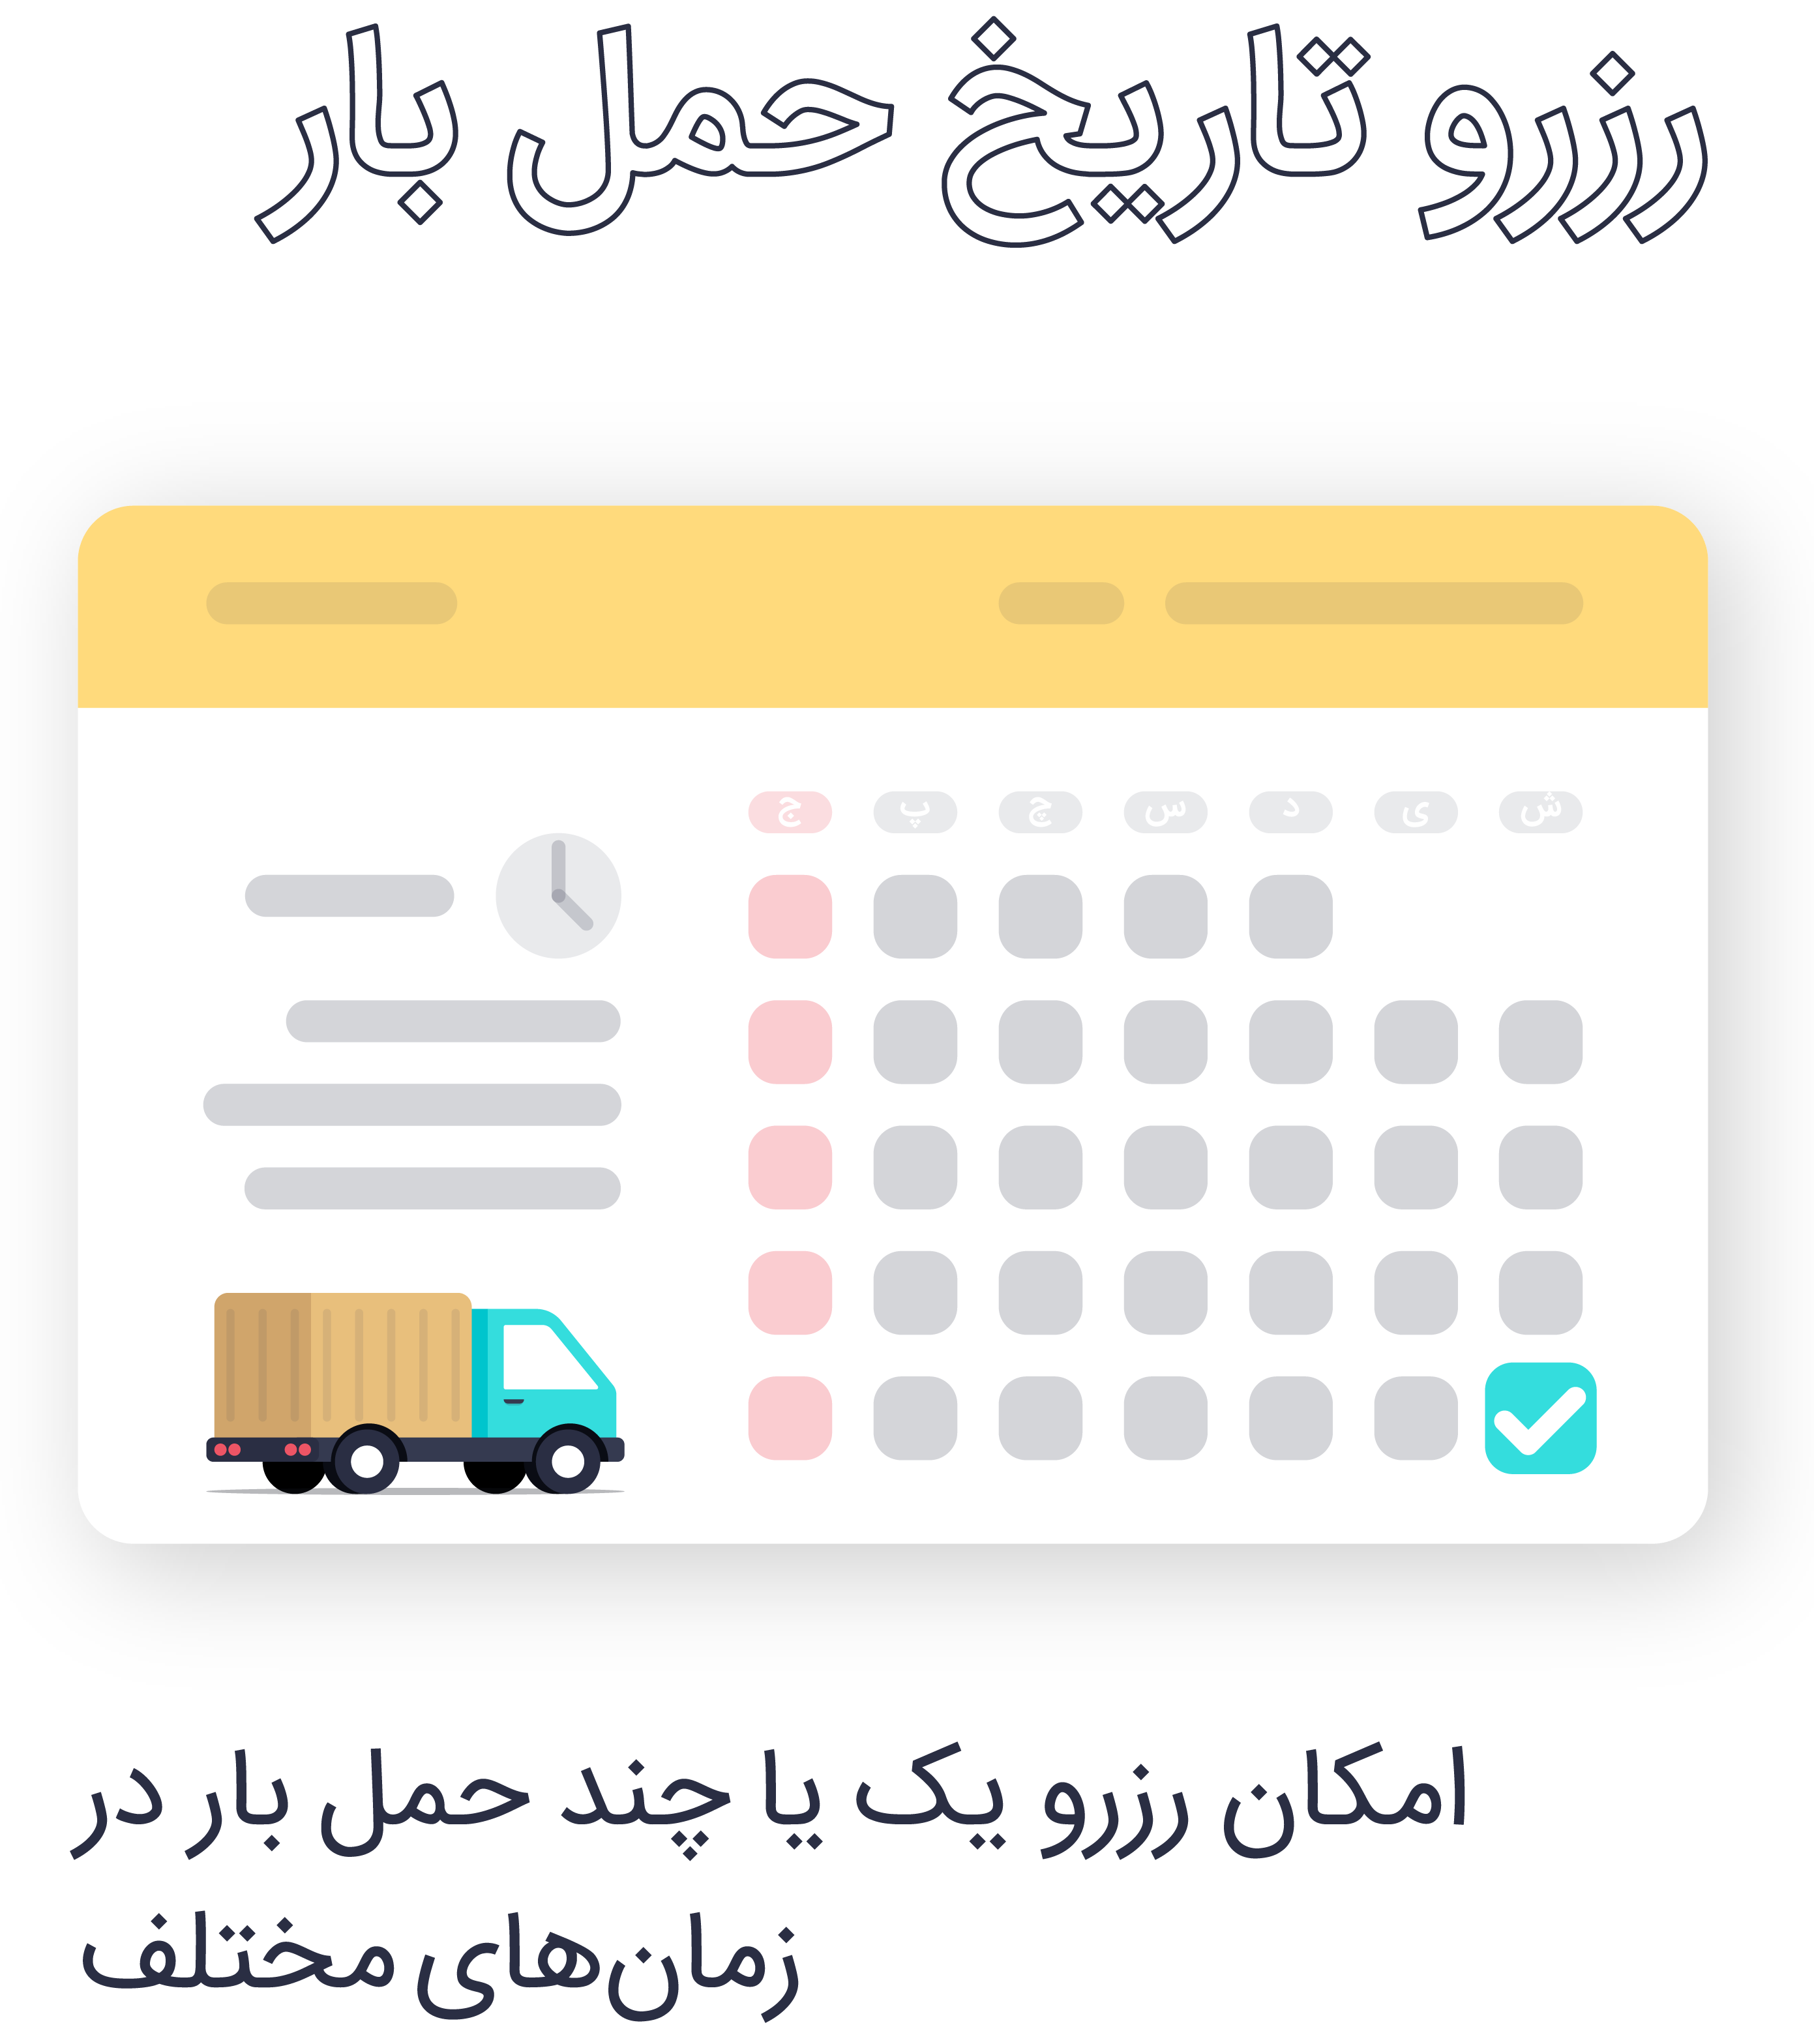 رزرو تاریخ حمل بار
ش ی د س چ پ ج
امکان رزرو یک یا چند حمل بار در
زمان‌های مختلف